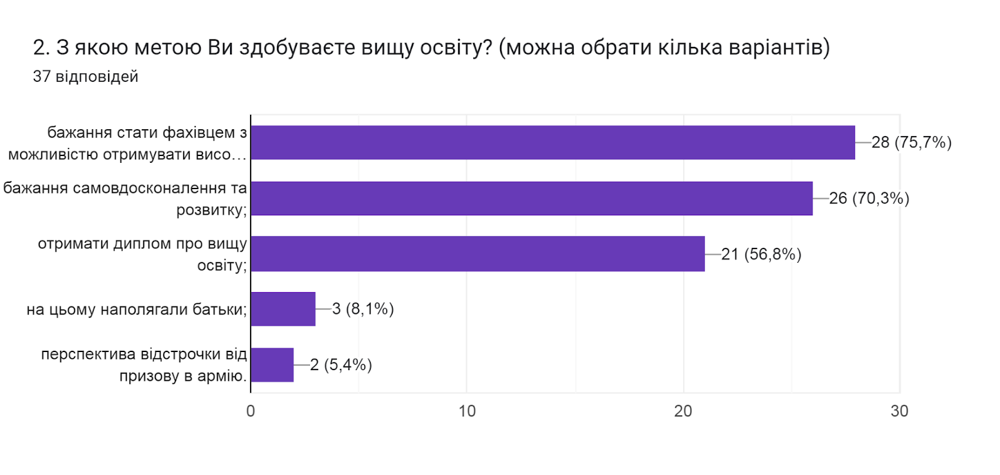 2. З якою метою Ви здобуваєте вищу освіту? (можна обрати кілька варіантів)
37 відповідей
бажання стати фахівцем з
можливістю отримувати висо…
28 (75,7%)
бажання самовдосконалення та
розвитку;
26 (70,3%)
отримати диплом про вищу
освіту;
21 (56,8%)
на цьому наполягали батьки;
3 (8,1%)
перспектива відстрочки від
призову в армію.
2 (5,4%)
0 10 20 30